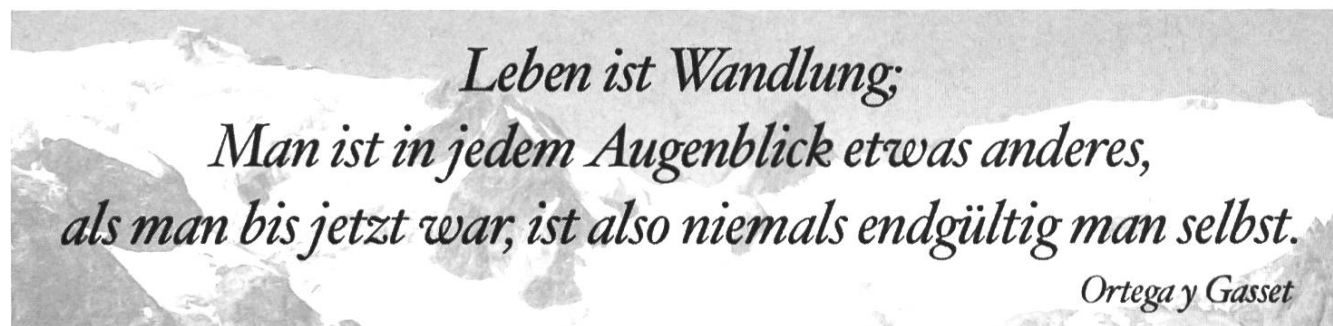 Leben ist Wandlung;
Man ist in jedem Augenblick etwas anderes,
als man bis jetzt war, ist also niemals endgültig man selbst.
Ortega y Gasset